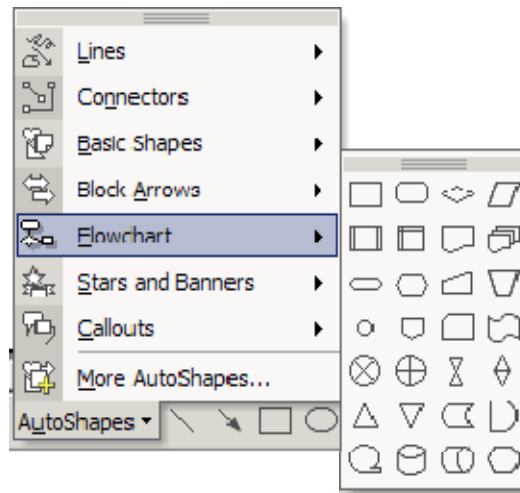 Lines
Connectors
Basic Shapes
Block Arrows
Flowchart
Stars and Banners
Callouts
More AutoShapes...
AutoShapes